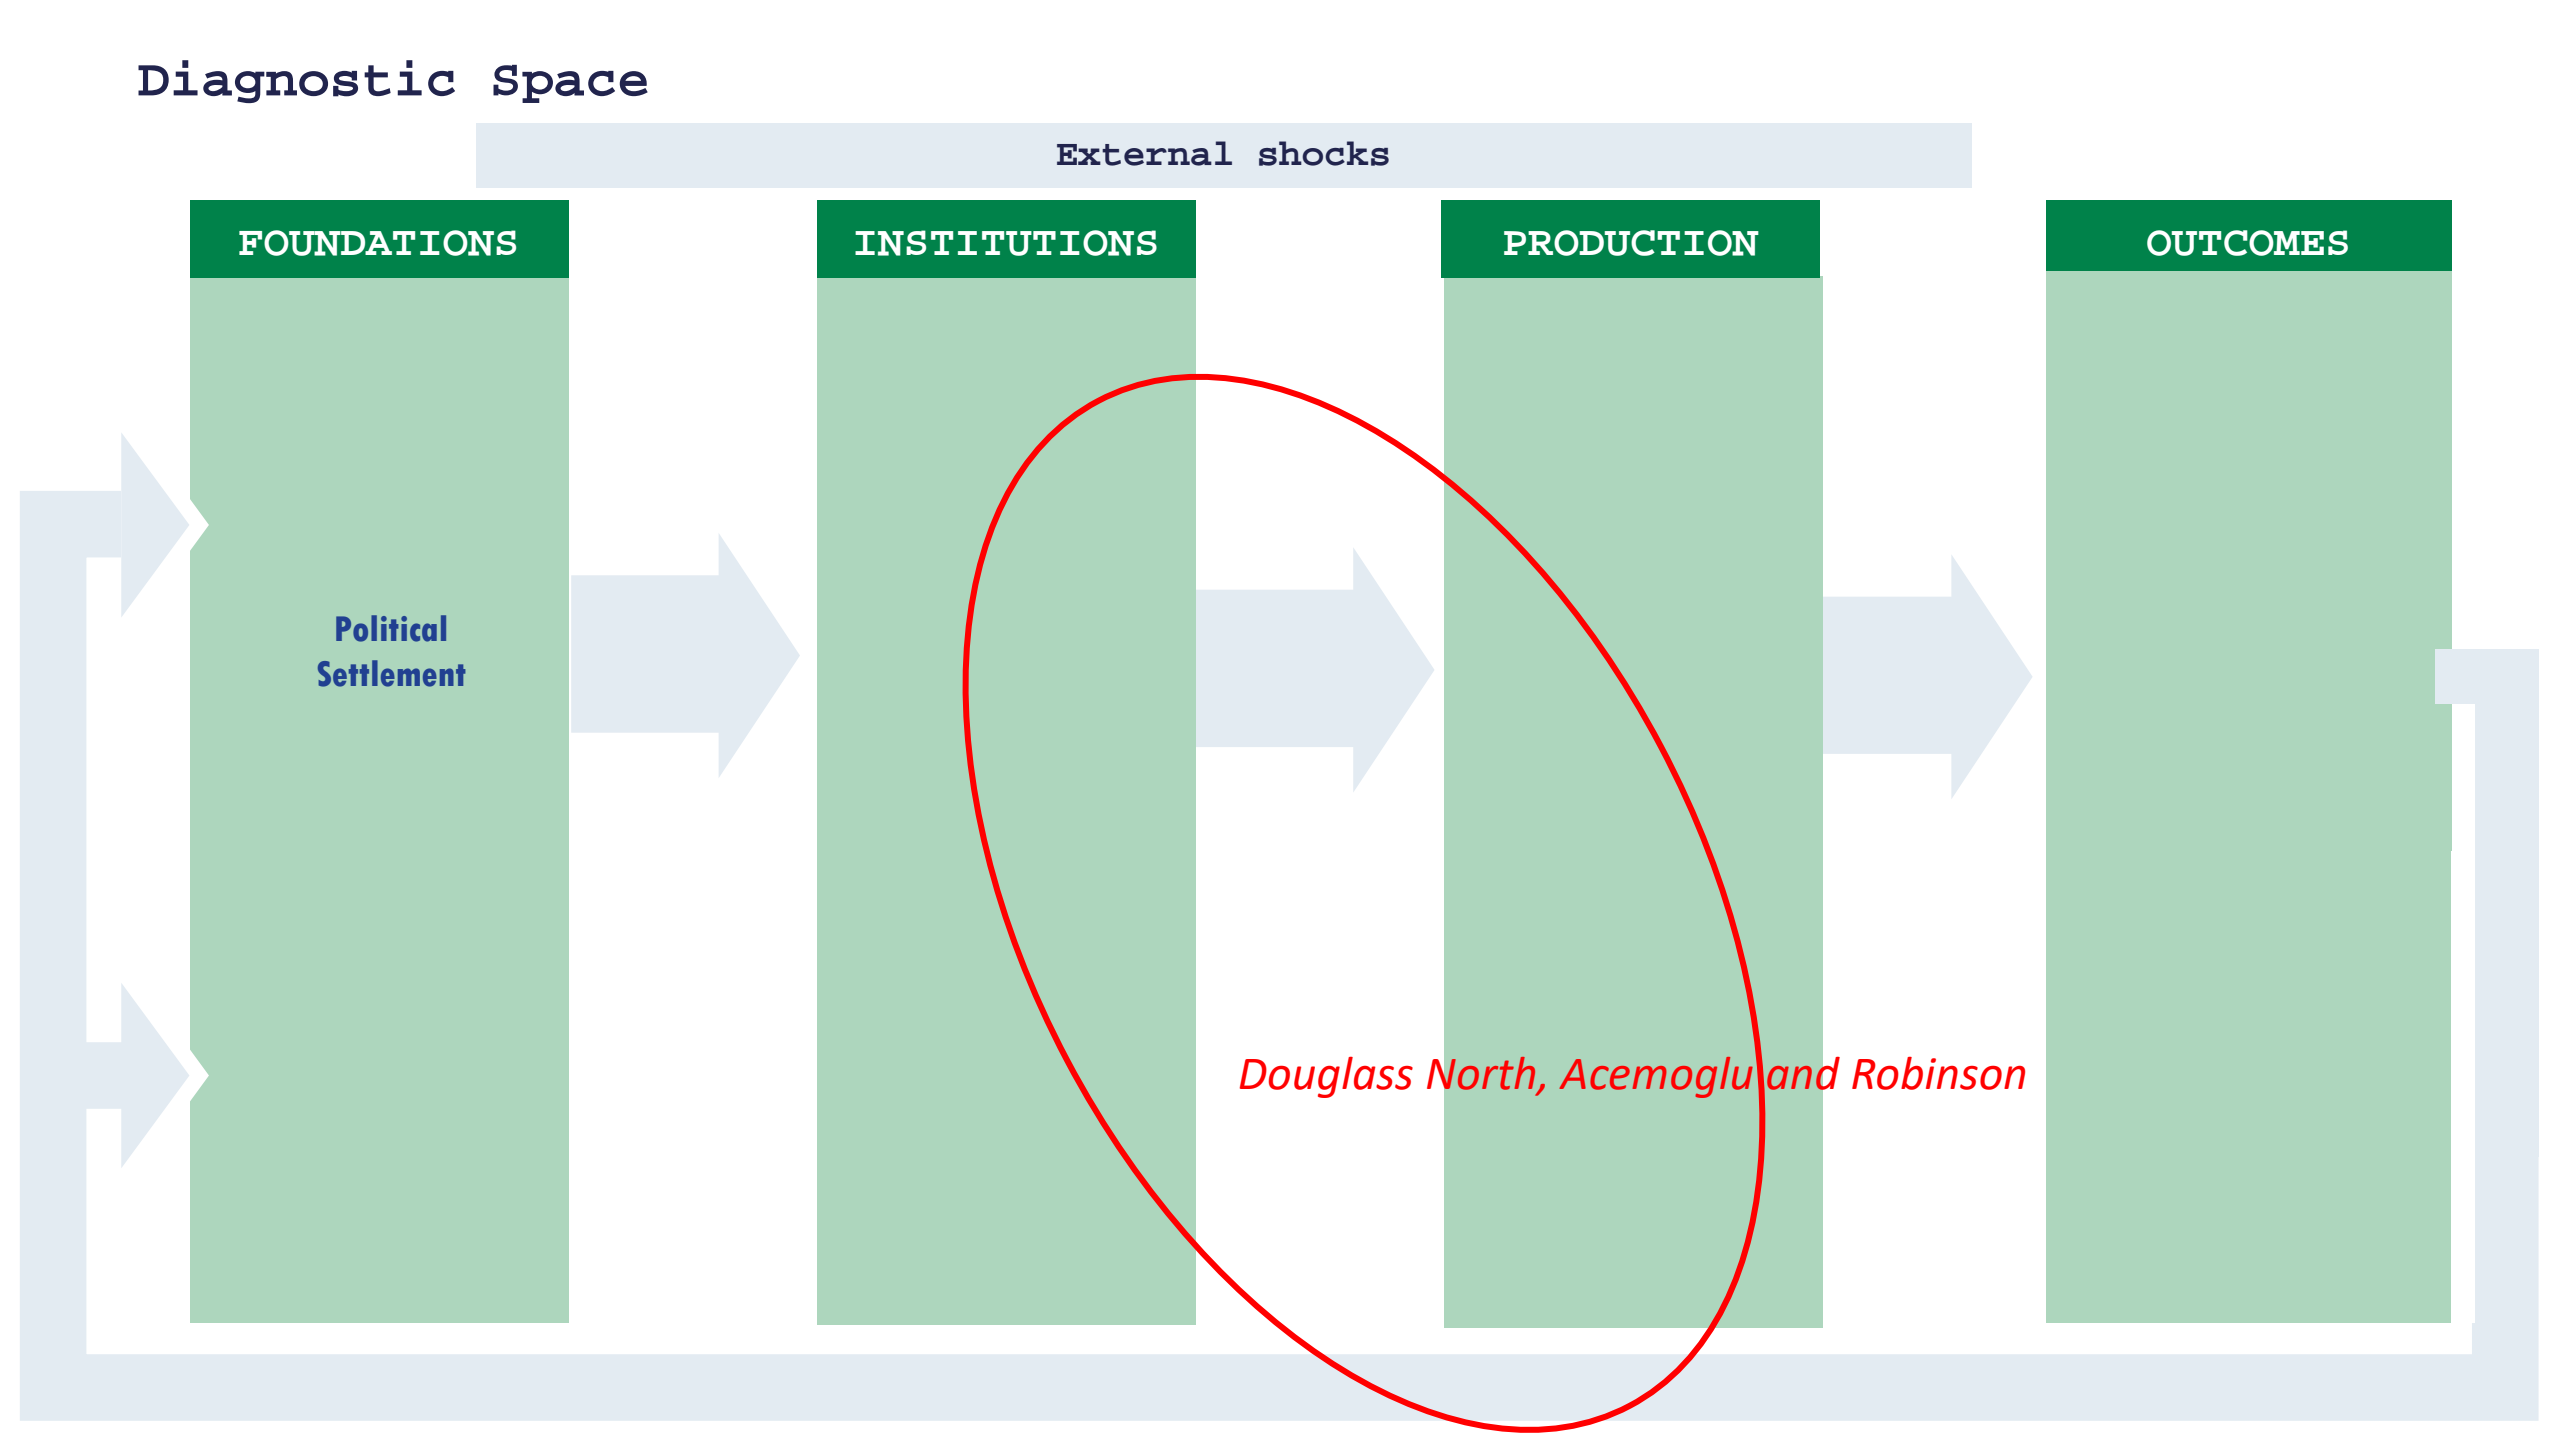 Diagnostic Space
External shocks
FOUNDATIONS
INSTITUTIONS
PRODUCTION
OUTCOMES
Political
Settlement
Douglass North, Acemoglu and Robinson